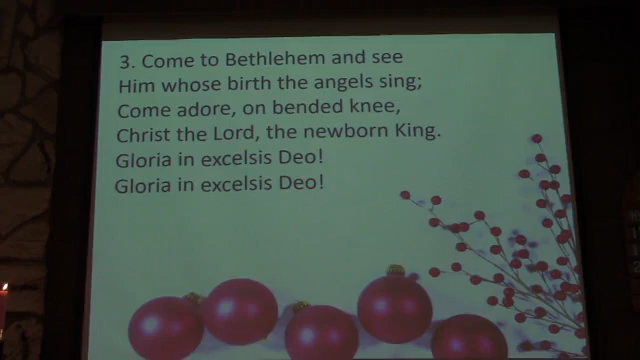 3. Come to Bethlehem and see
Him whose birth the angels sing;
Come adore, on bended knee,
Christ the Lord, the newborn King.
Gloria in excelsis Deo!
Gloria in excelsis Deo!